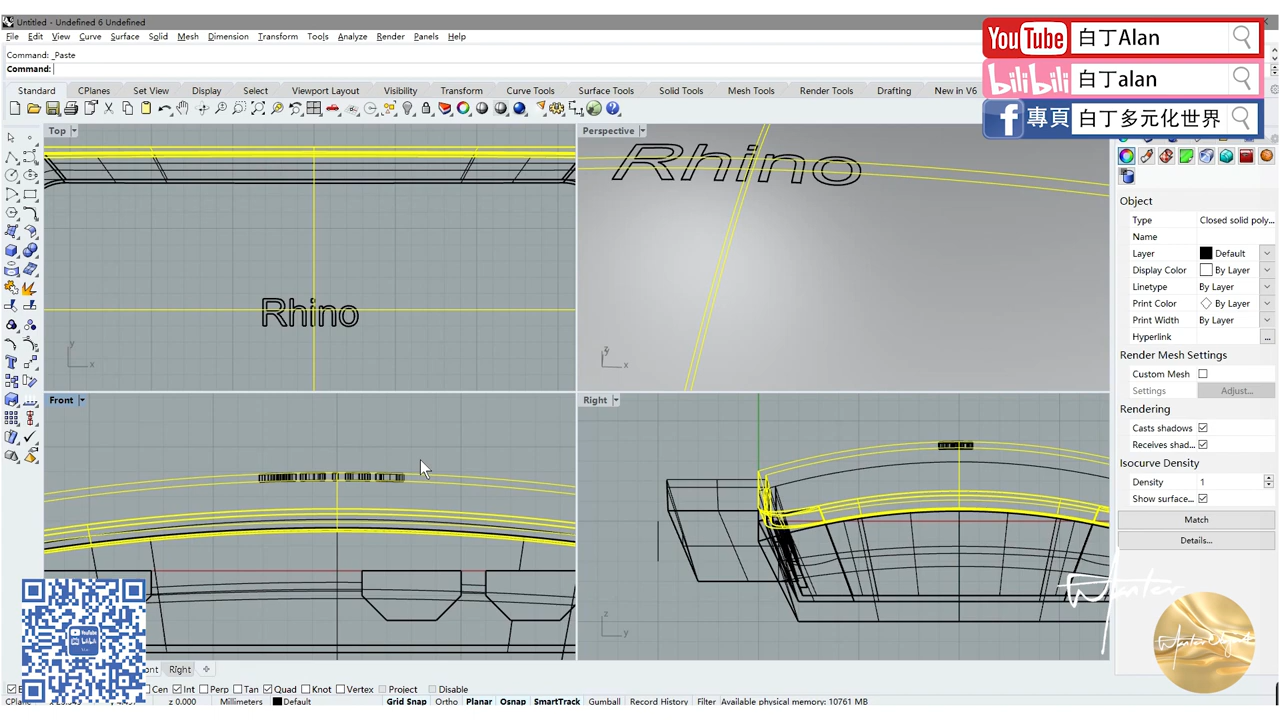 Untitled - Undefined 6 Undefined
File Edit View Curve Surface Solid Mesh Dimension Transform Tools Analyze Render Panels Help
Command: _Paste
Command:
Standard CPlanes Set View Display Select Viewport Layout Visibility Transform Curve Tools Surface Tools Solid Tools Mesh Tools Render Tools Drafting New in V6
YouTube 白丁Alan
bilibili 白丁alan
f 專頁 白丁多元化世界
Top
Rhino
y
x
Perspective
Rhino
z
x
Front
Right
z
y
Object
Type Closed solid poly...
Name
Layer Default
Display Color By Layer
Linetype By Layer
Print Color By Layer
Print Width By Layer
Hyperlink ...
Render Mesh Settings
Custom Mesh
Settings Adjust...
Rendering
Casts shadows
Receives shad...
Isocurve Density
Density 1
Show surface...
Match
Details...
Right
Cen Int Perp Tan Quad Knot Vertex Project Disable
z 0.000 Millimeters Default Grid Snap Ortho Planar Osnap SmartTrack Gumball Record History Filter Available physical memory: 10761 MB